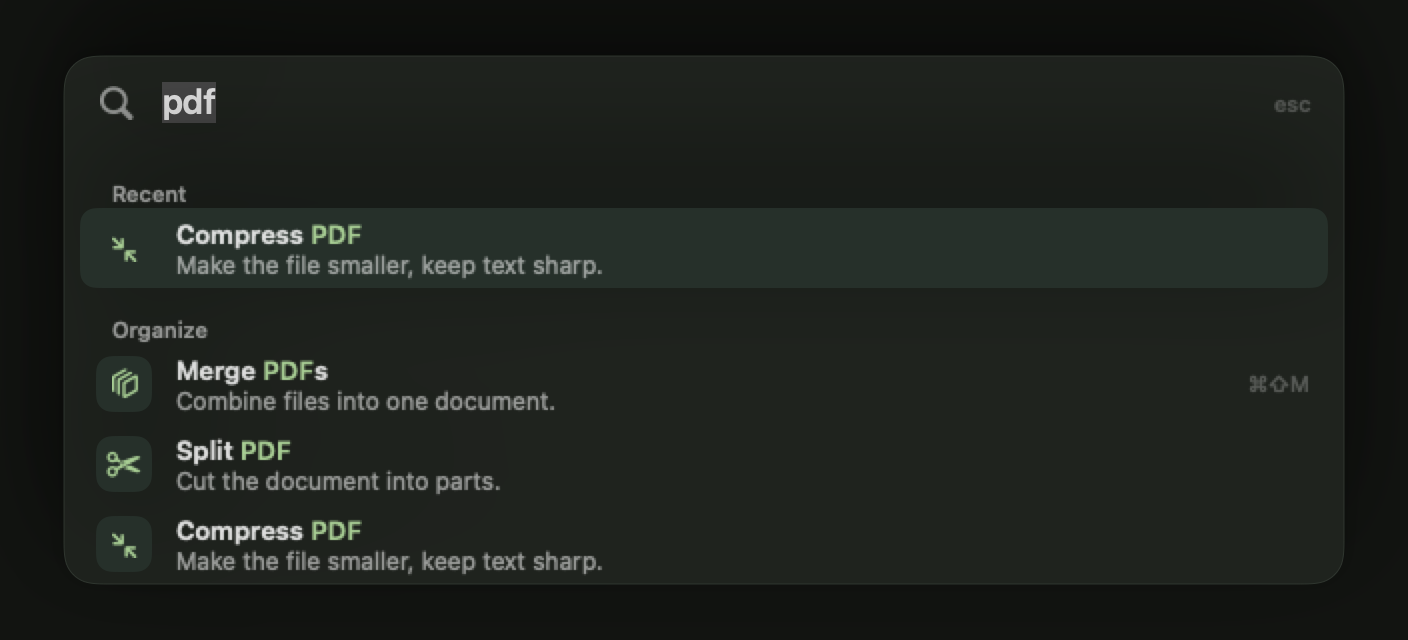 pdf
esc
Recent
Compress PDF
Make the file smaller, keep text sharp.
Organize
Merge PDFs
Combine files into one document.
⌘⇧M
Split PDF
Cut the document into parts.
Compress PDF
Make the file smaller, keep text sharp.